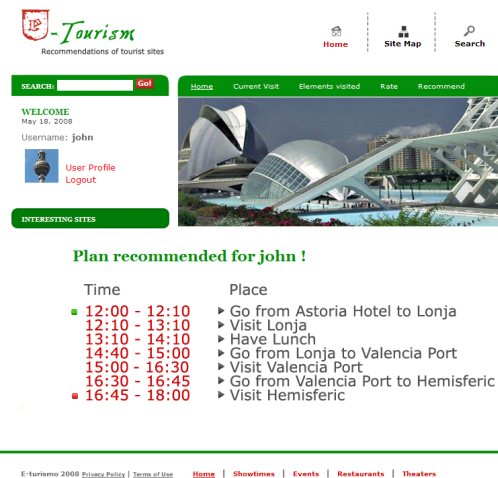 -Tourism
Recommendations of tourist sites
Home
Site Map
Search
SEARCH:
Go!
Home Current Visit Elements visited Rate Recommend
WELCOME
May 18, 2008
Username: john
User Profile
Logout
INTERESTING SITES
Plan recommended for john !
Time Place
12:00 - 12:10 Go from Astoria Hotel to Lonja
12:10 - 13:10 Visit Lonja
13:10 - 14:10 Have Lunch
14:40 - 15:00 Go from Lonja to Valencia Port
15:00 - 16:30 Visit Valencia Port
16:30 - 16:45 Go from Valencia Port to Hemisferic
16:45 - 18:00 Visit Hemisferic
E-turismo 2008 Privacy Policy | Terms of Use Home | Showtimes | Events | Restaurants | Theaters